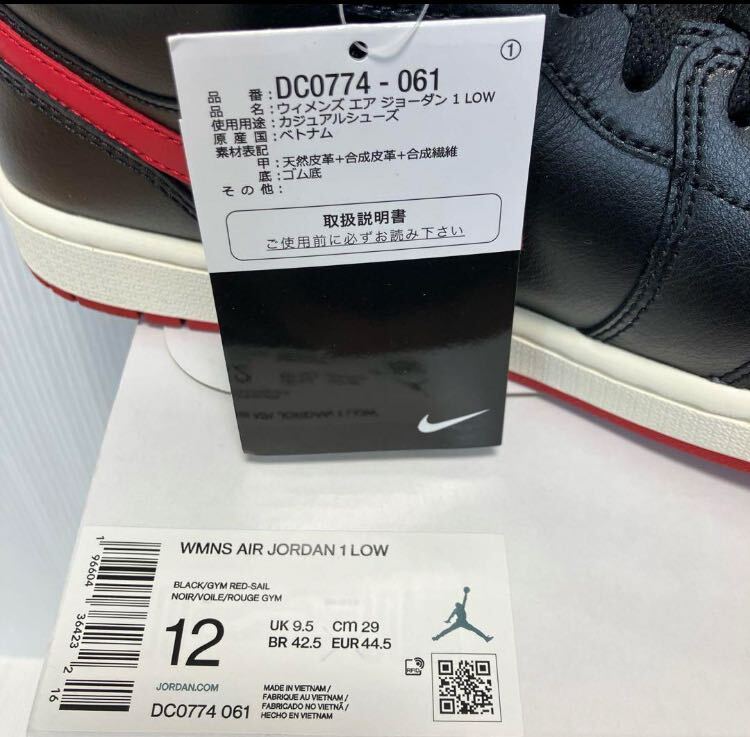 ①
品 番:DC0774 - 061
品 名:ウィメンズ エア ジョーダン 1 LOW
使用用途:カジュアルシューズ
原 産 国:ベトナム
素材表記
甲:天然皮革+合成皮革+合成繊維
底:ゴム底
そ の 他:
取扱説明書
ご使用前に必ずお読み下さい
WMNS AIR JORDAN 1 LOW
BLACK/GYM RED-SAIL
NOIR/VOILE/ROUGE GYM
12
UK 9.5 cm 29
BR 42.5 EUR 44.5
JORDAN.COM
DC0774 061
MADE IN VIETNAM /
FABRIQUE AU VIETNAM /
FABRICADO NO VIETNÃ /
HECHO EN VIETNAM
RFID
1 96604 36423 2 16